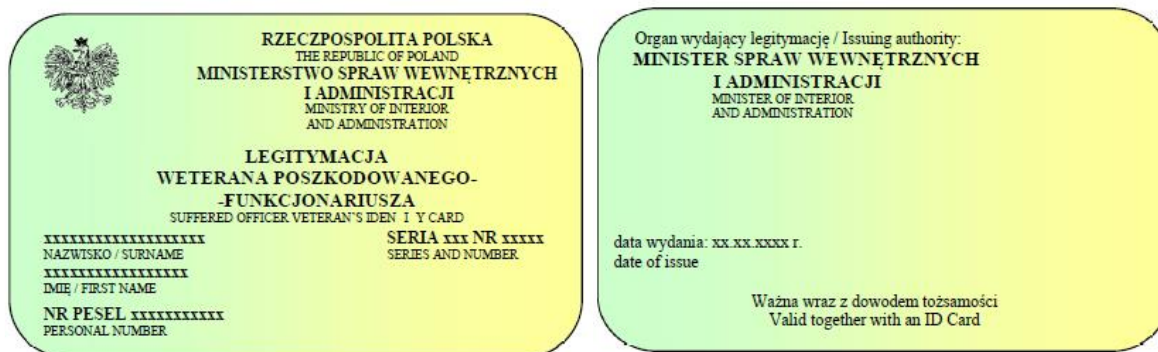 RZECZPOSPOLITA POLSKA
THE REPUBLIC OF POLAND
MINISTERSTWO SPRAW WEWNĘTRZNYCH
I ADMINISTRACJI
MINISTRY OF INTERIOR
AND ADMINISTRATION
LEGITYMACJA
WETERANA POSZKODOWANEGO-
-FUNKCJONARIUSZA
SUFFERED OFFICER VETERAN'S IDEN I Y CARD
xxxxxxxxxxxxxxxxxxx SERIA xxx NR xxxxx
NAZWISKO / SURNAME SERIES AND NUMBER
xxxxxxxxxxxxxxxxx
IMIĘ / FIRST NAME
NR PESEL xxxxxxxxxxx
PERSONAL NUMBER
Organ wydający legitymację / Issuing authority:
MINISTER SPRAW WEWNĘTRZNYCH
I ADMINISTRACJI
MINISTER OF INTERIOR
AND ADMINISTRATION
data wydania: xx.xx.xxxx r.
date of issue
Ważna wraz z dowodem tożsamości
Valid together with an ID Card